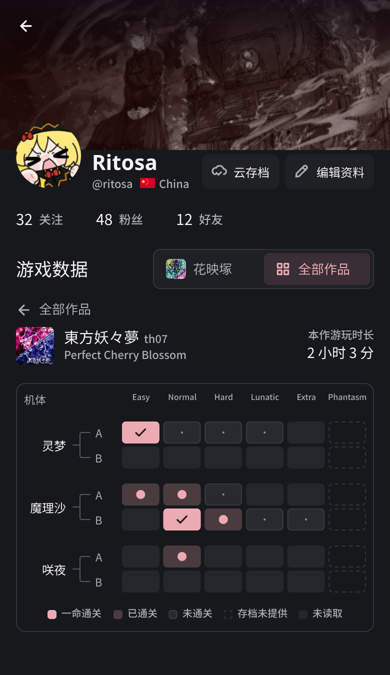 Ritosa
@ritosa 🇨🇳 China
云存档
编辑资料
32 关注 48 粉丝 12 好友
游戏数据
花映塚
全部作品
全部作品
東方妖々夢 th07
Perfect Cherry Blossom
本作游玩时长
2 小时 3 分
机体 Easy Normal Hard Lunatic Extra Phantasm
灵梦 A
B
魔理沙 A
B
咲夜 A
B
一命通关 已通关 未通关 存档未提供 未读取